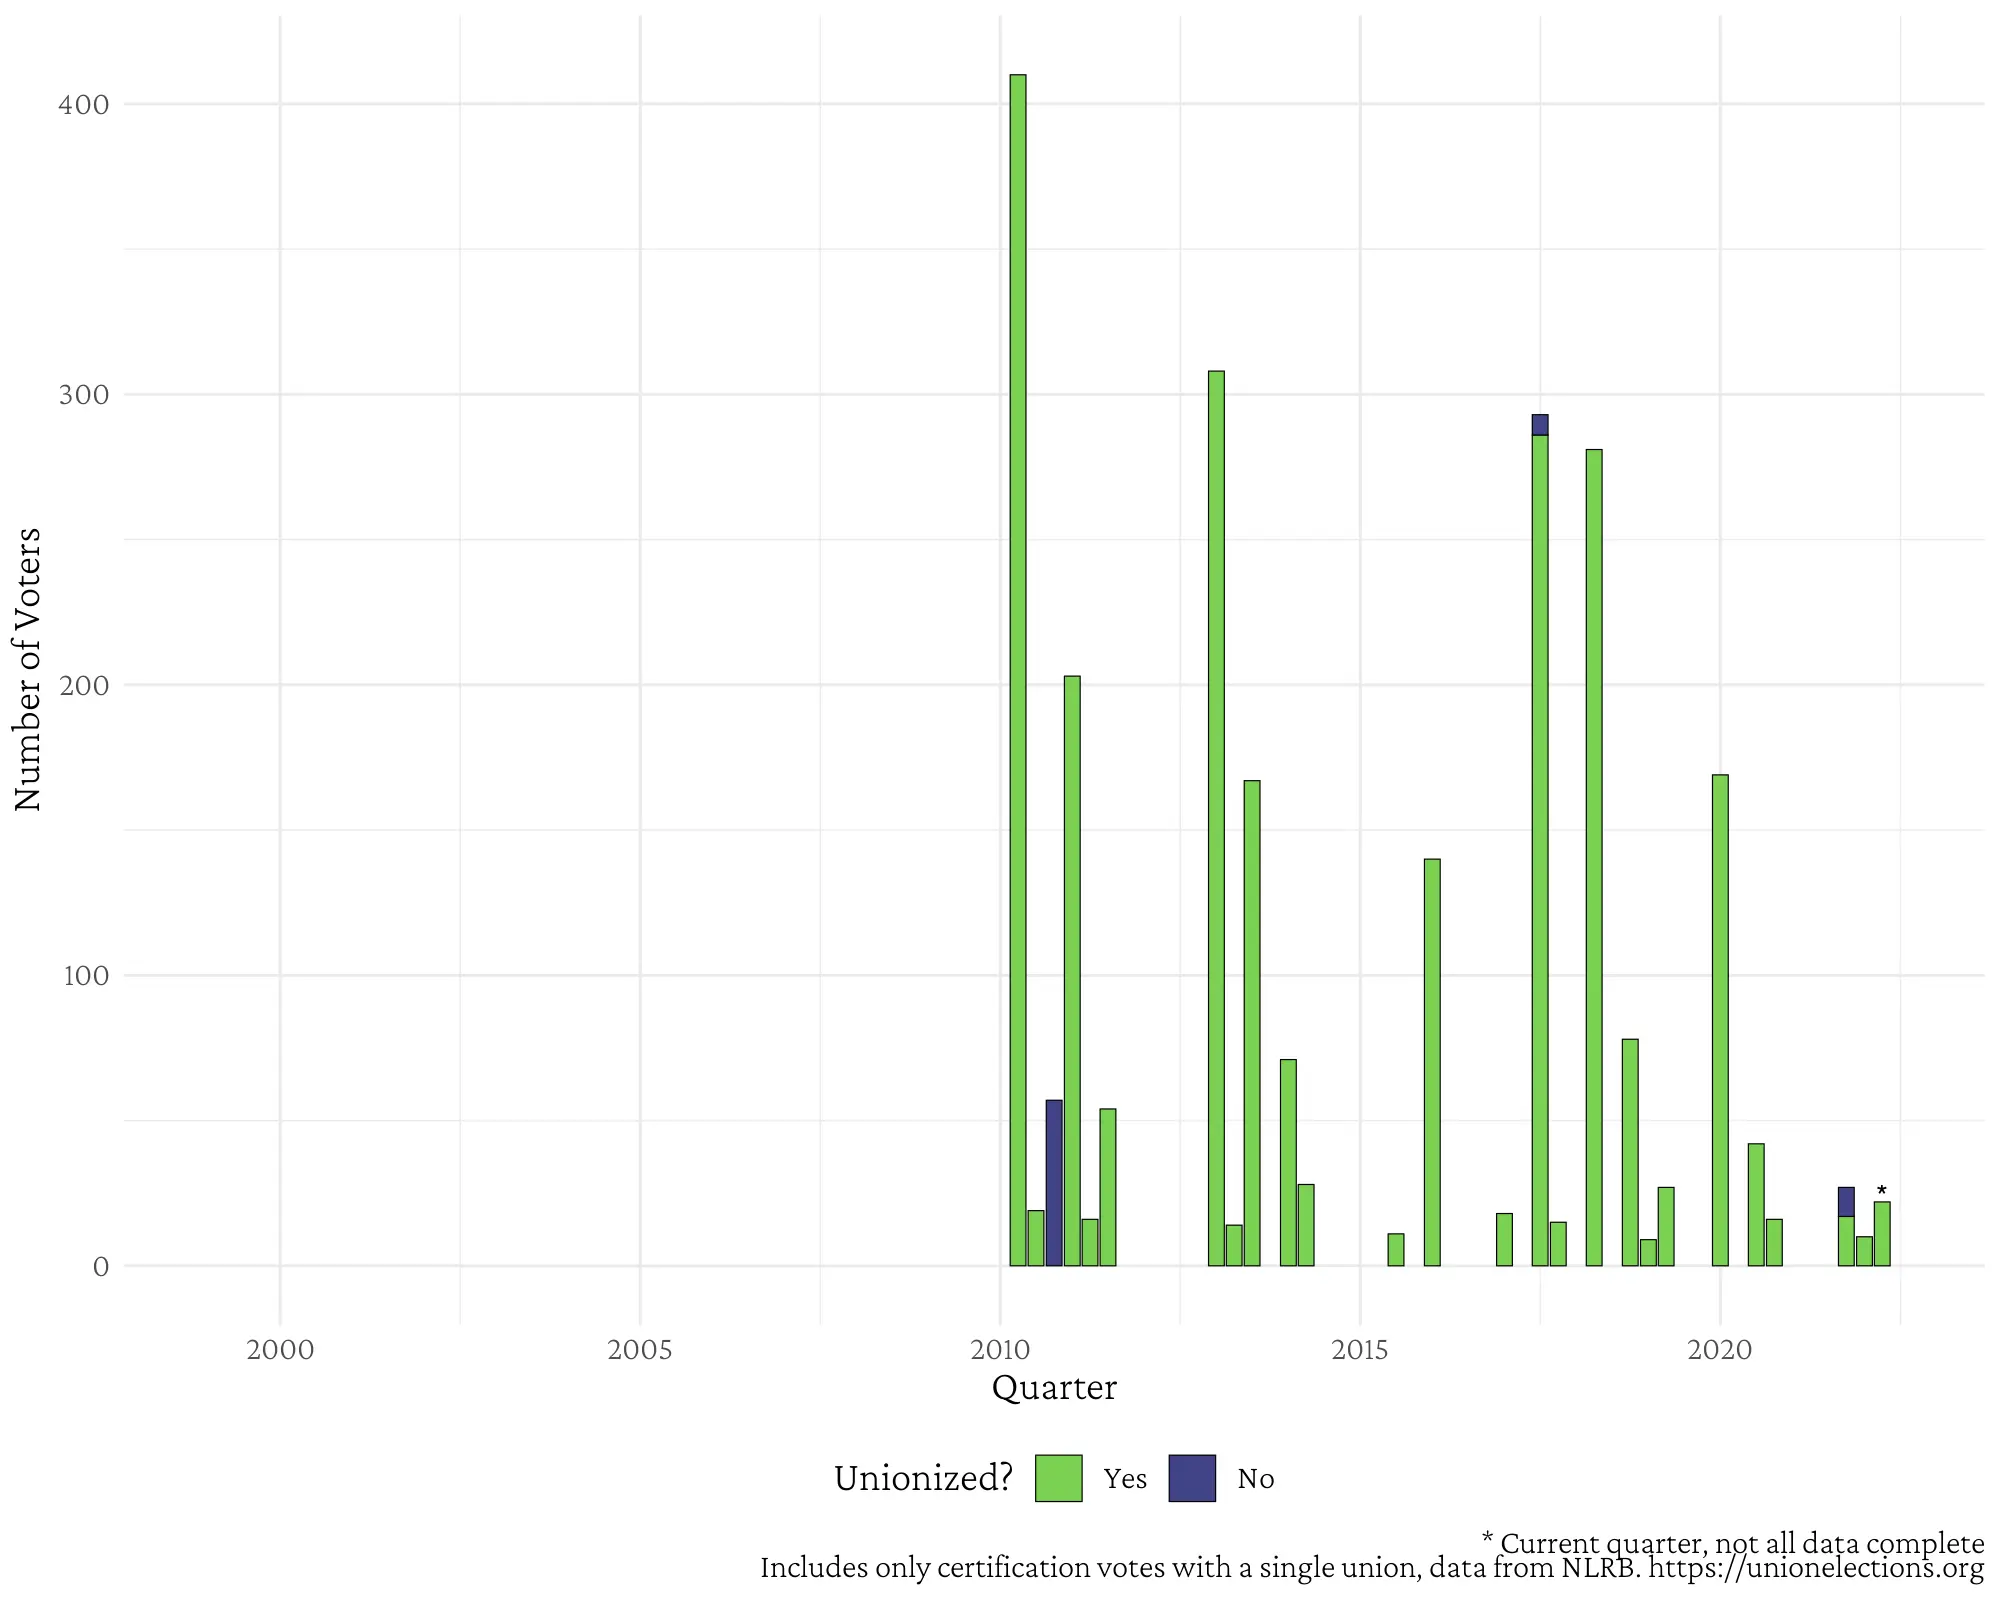 400
300
200
100
0
Number of Voters
*
2000 2005 2010 2015 2020
Quarter
Unionized? Yes No
* Current quarter, not all data complete
Includes only certification votes with a single union, data from NLRB. https://unionelections.org